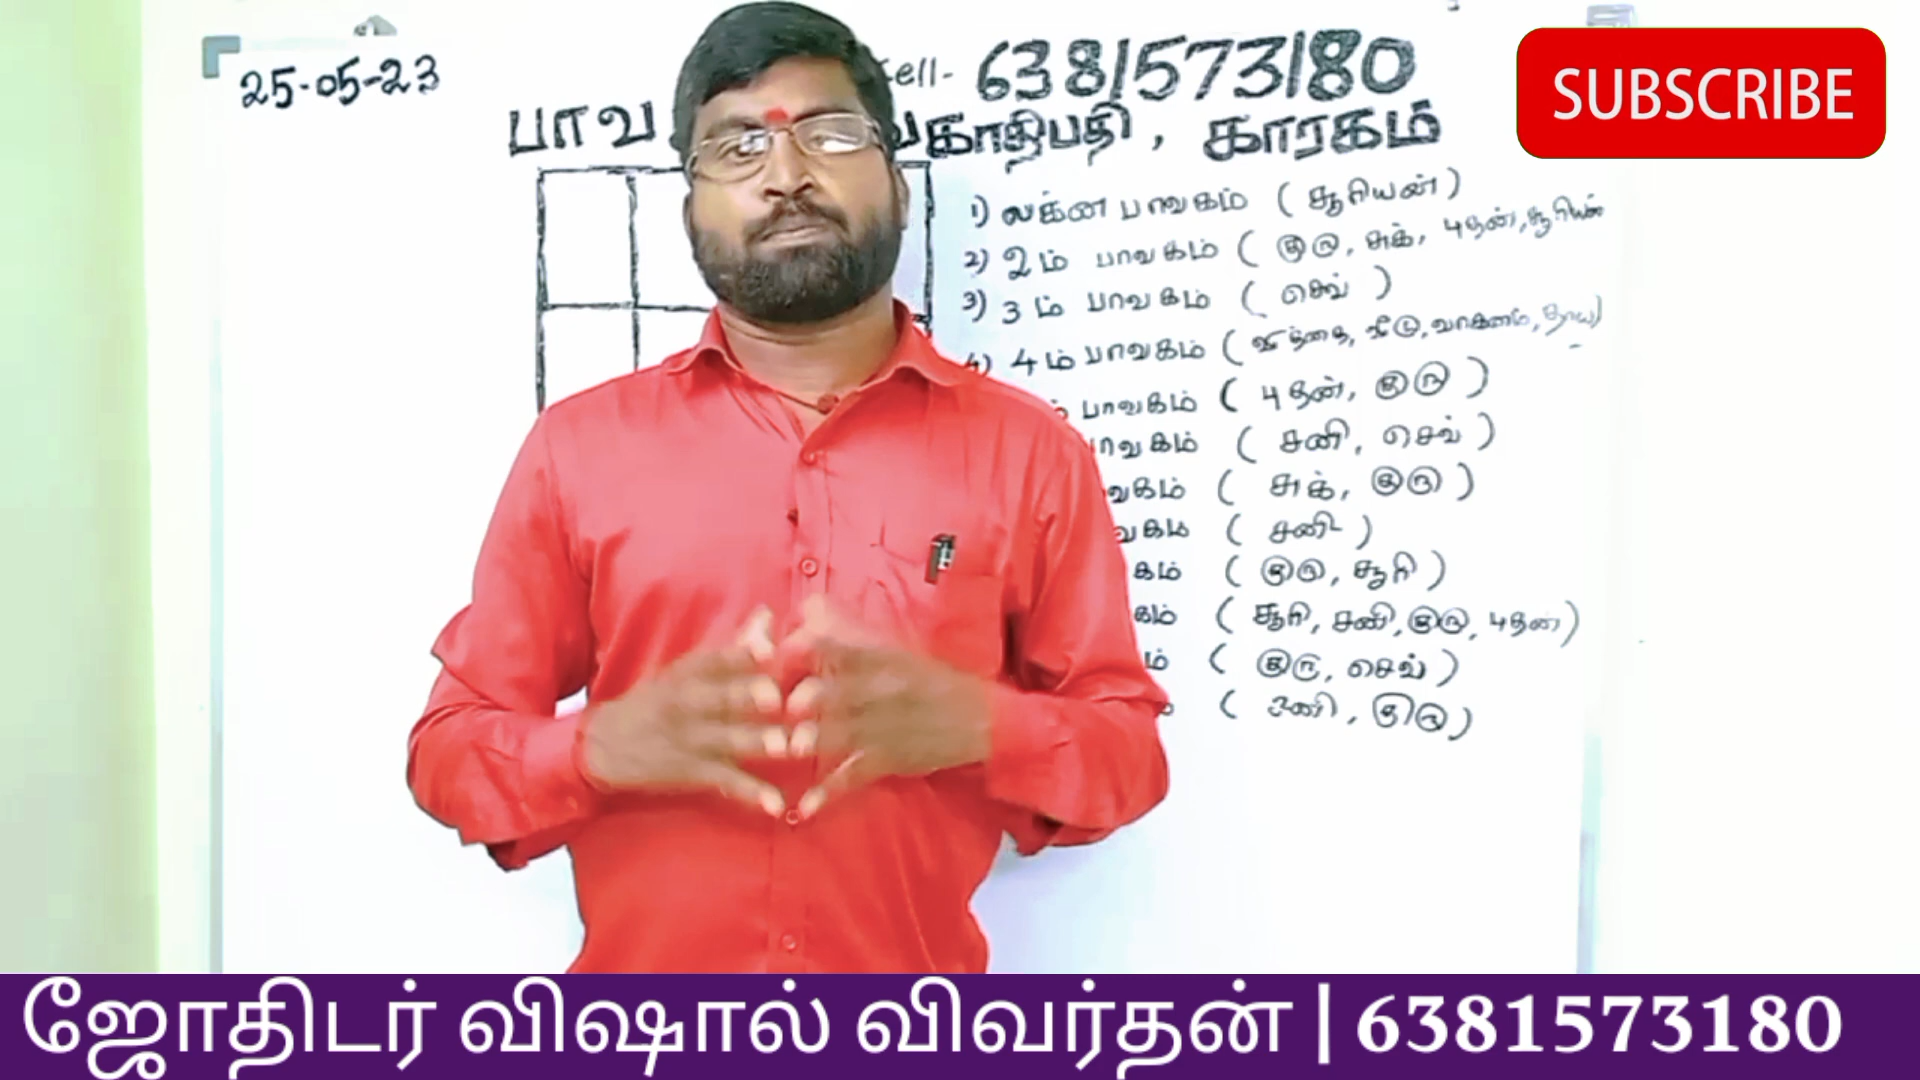 25-05-23
cell- 6381573180
SUBSCRIBE
பாவ காதிபதி, காரகம்
1) லக்ன பாவகம் ( சூரியன் )
2) 2ம் பாவகம் ( குரு, சுக், புதன், சூரியன்
3) 3ம் பாவகம் ( செவ் )
4) 4ம் பாவகம் ( வித்தை, வீடு, வாகனம், தாய் )
ம் பாவகம் ( புதன், குரு )
பாவகம் ( சனி, செவ் )
வகம் ( சுக், குரு )
வகம் ( சனி )
கம் ( குரு, சூரி )
கம் ( சூரி, சனி, குரு, புதன் )
ம் ( குரு, செவ் )
( சனி, குரு )
ஜோதிடர் விஷால் விவர்தன் | 6381573180